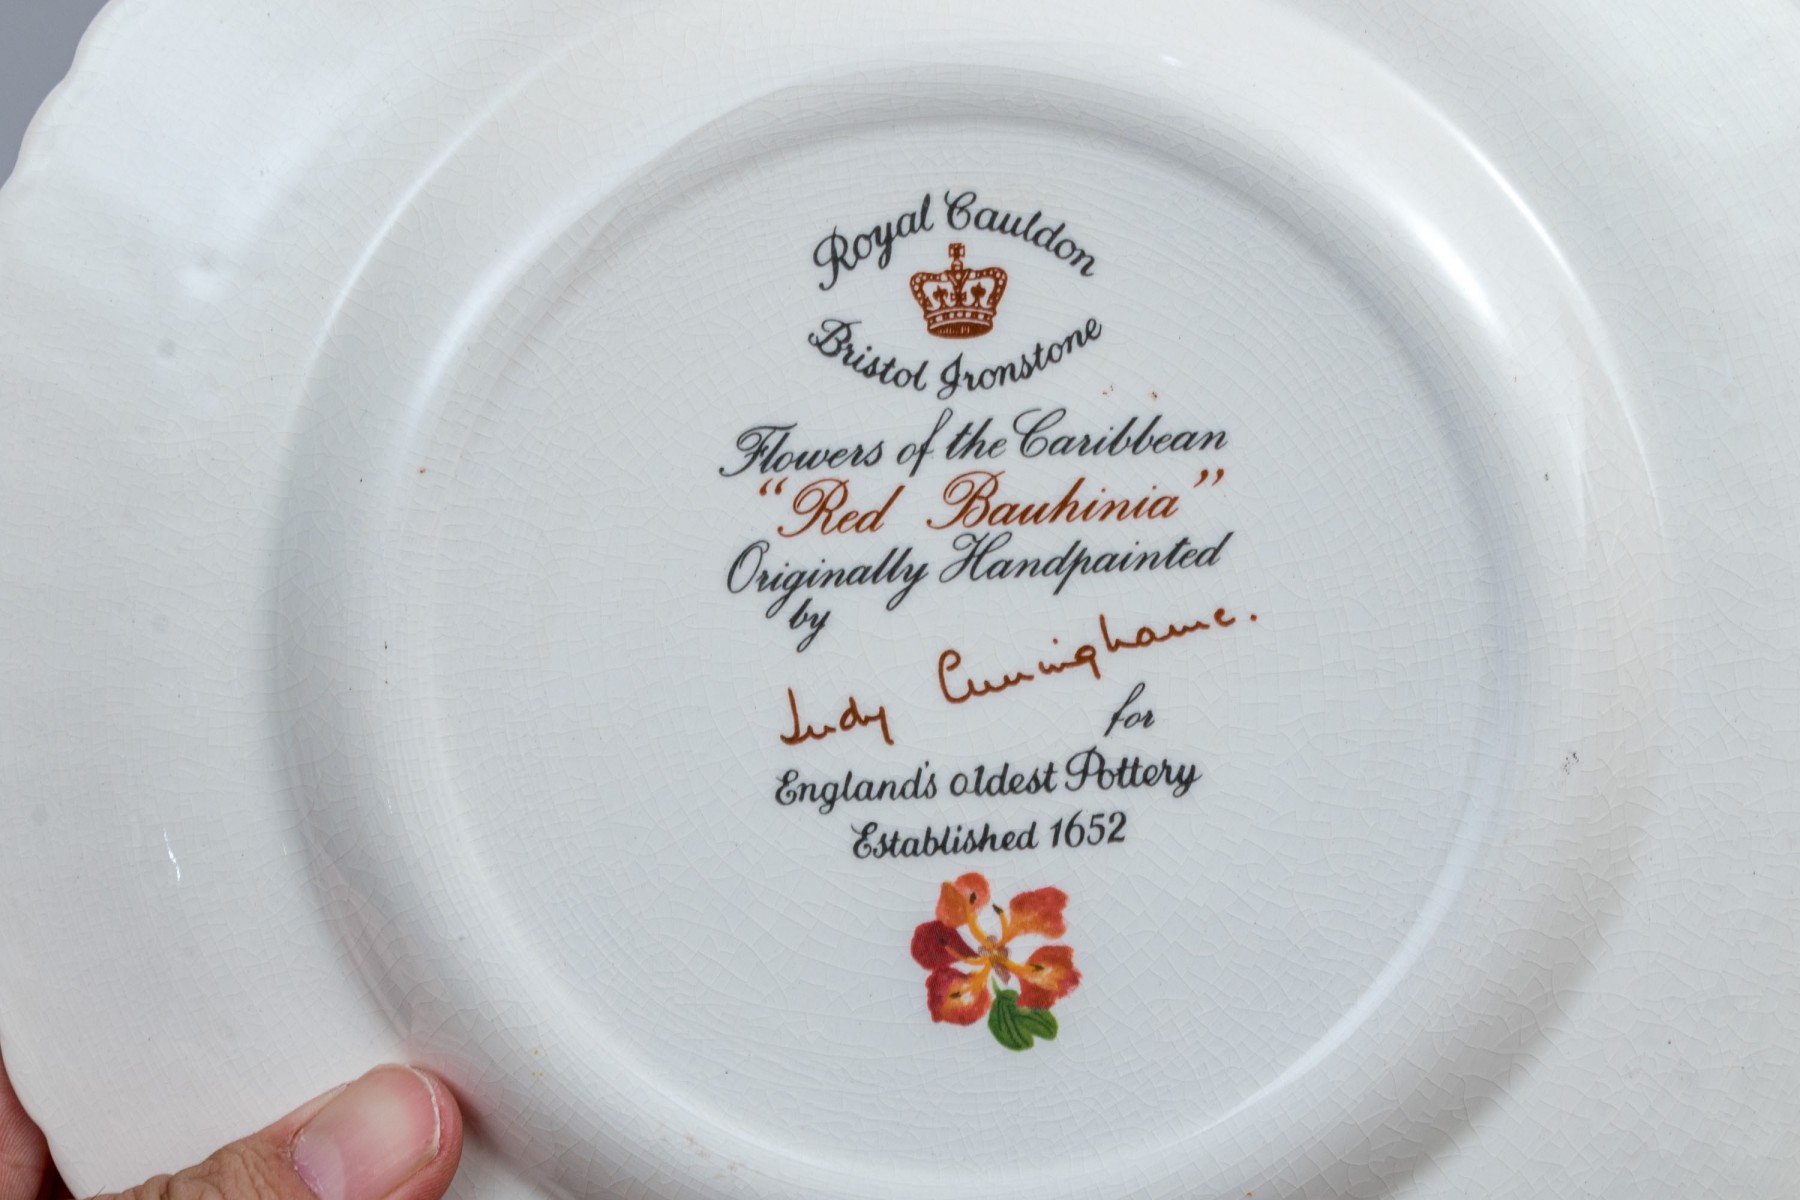 Royal Cauldon
Bristol Ironstone
Flowers of the Caribbean
“Red Bauhinia”
Originally Handpainted
by
Judy Cunninghame.
for
England's oldest Pottery
Established 1652